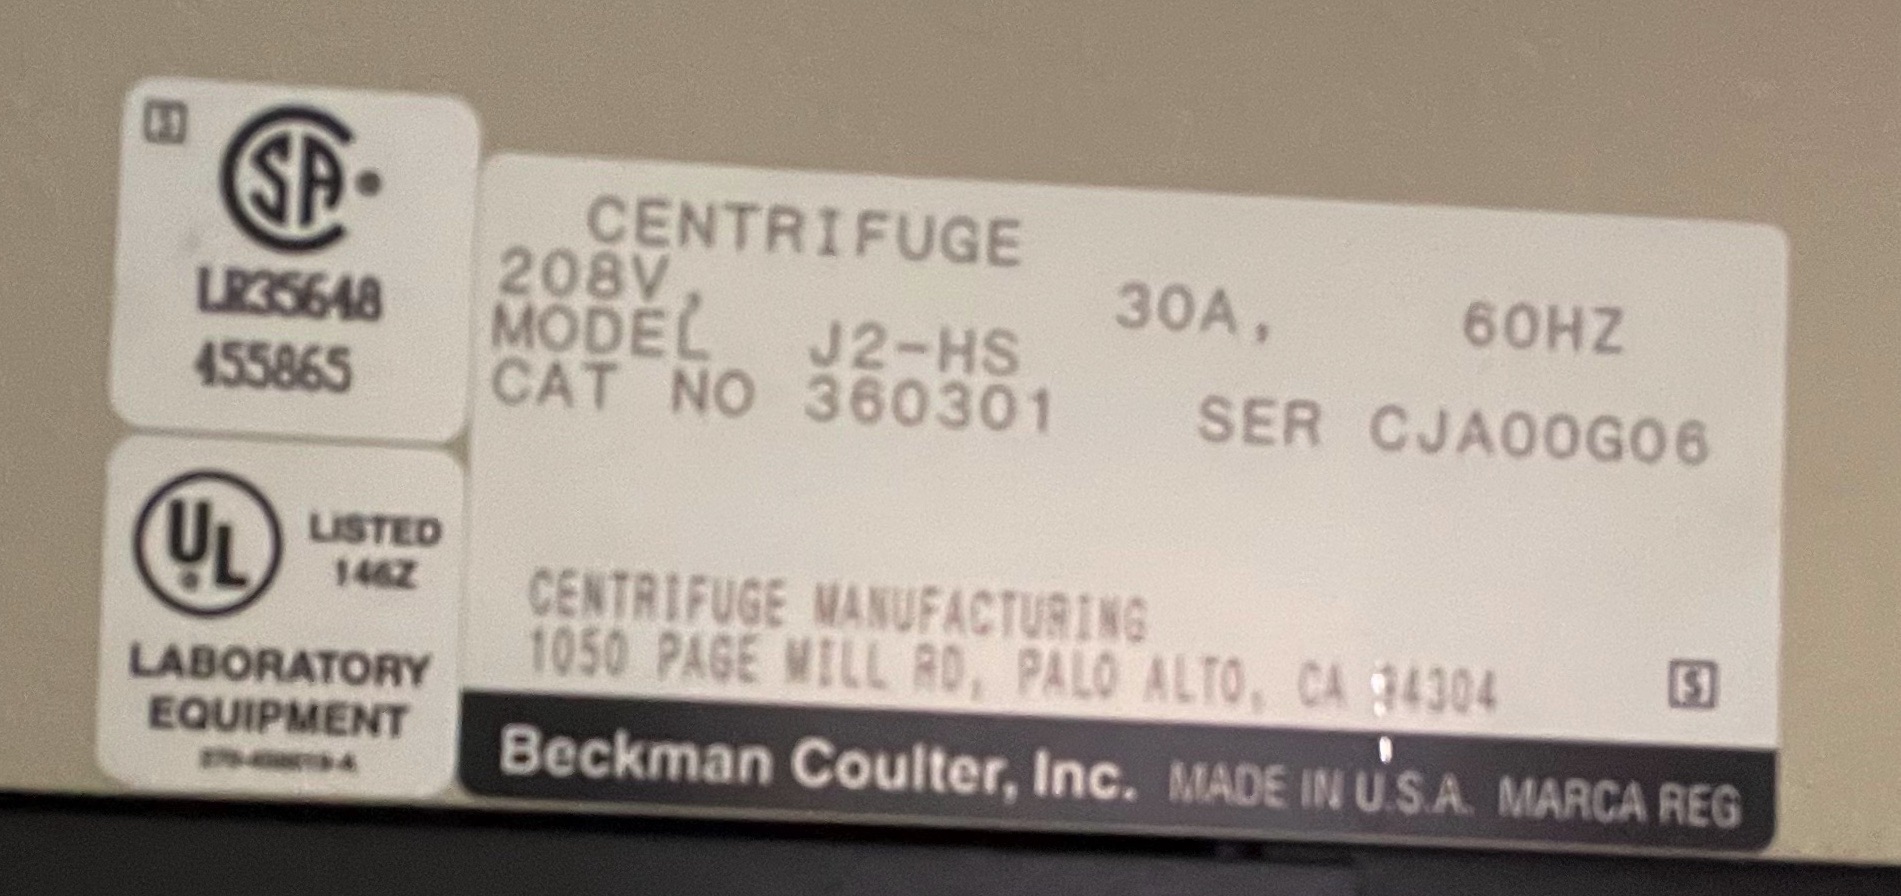 S
CSA
LR35648
455865
UL LISTED
146Z
LABORATORY
EQUIPMENT
CENTRIFUGE
208V, 30A, 60HZ
MODEL J2-HS
CAT NO 360301 SER CJA00G06
CENTRIFUGE MANUFACTURING
1050 PAGE MILL RD, PALO ALTO, CA 94304
S
Beckman Coulter, Inc. MADE IN U.S.A. MARCA REG